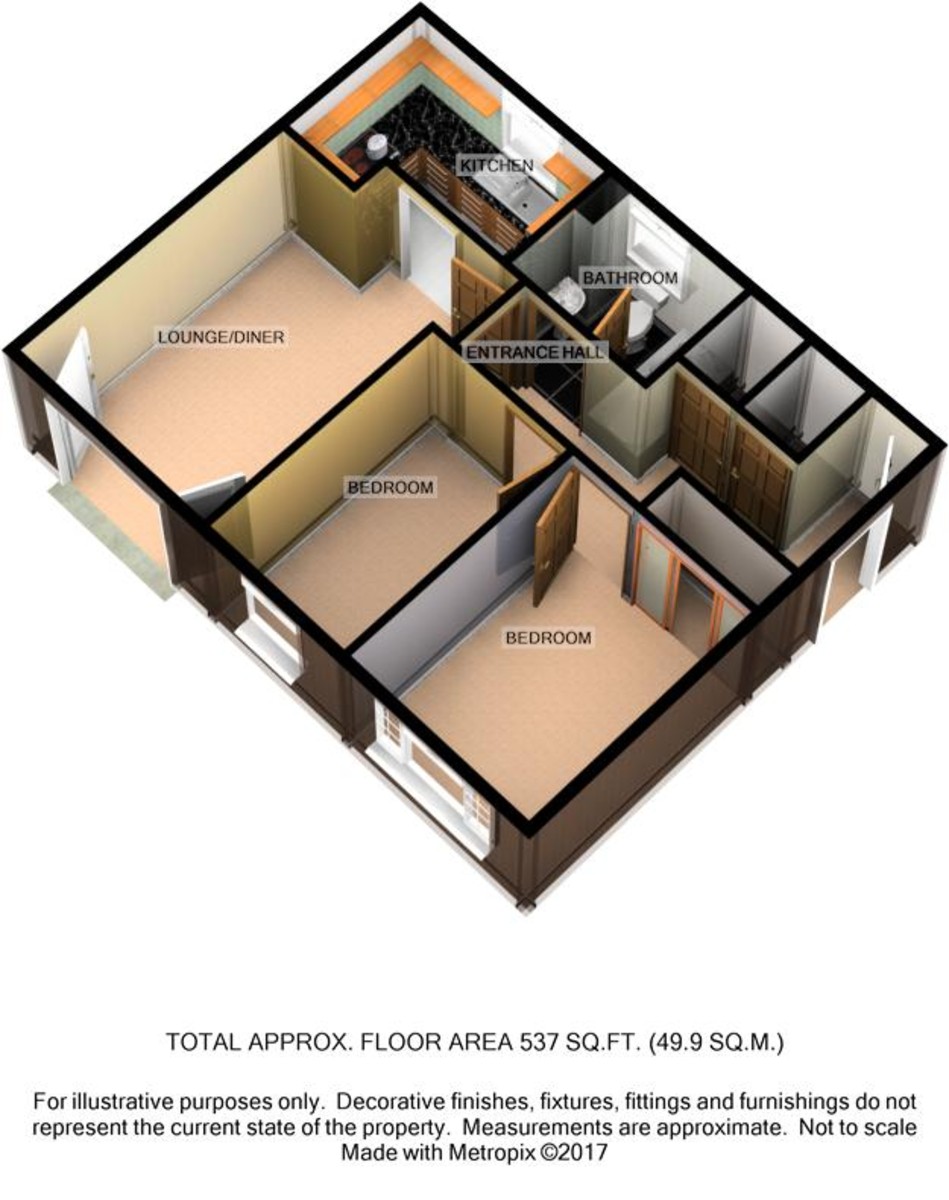 KITCHEN
BATHROOM
LOUNGE/DINER
ENTRANCE HALL
BEDROOM
BEDROOM
TOTAL APPROX. FLOOR AREA 537 SQ.FT. (49.9 SQ.M.)
For illustrative purposes only. Decorative finishes, fixtures, fittings and furnishings do not
represent the current state of the property. Measurements are approximate. Not to scale
Made with Metropix ©2017